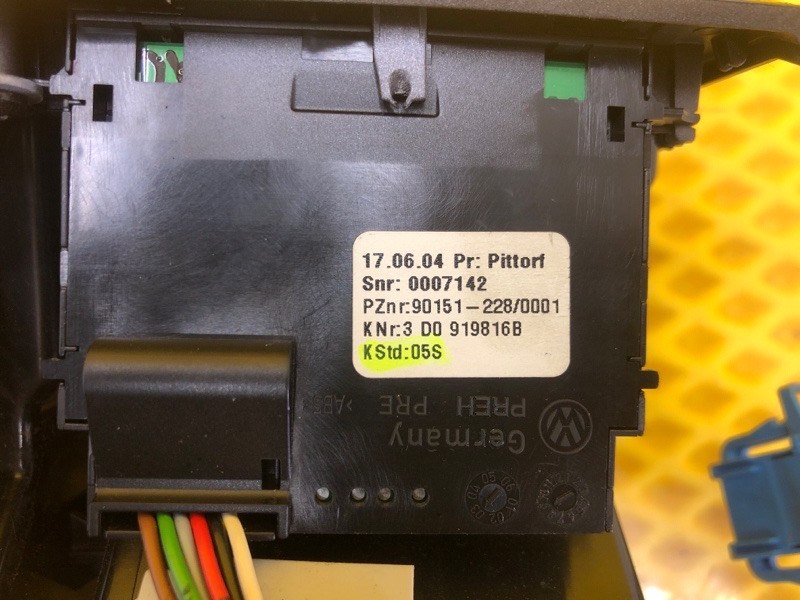 17.06.04 Pr: Pittorf
Snr: 0007142
PZnr:90151-228/0001
KNr:3 D0 919816B
KStd:05S
PREH PRE
Germany